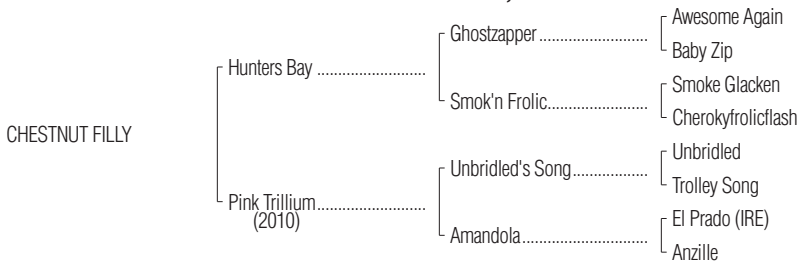 Awesome Again
Ghostzapper
Baby Zip
Hunters Bay
Smoke Glacken
Smok'n Frolic
Cherokyfrolicflash
CHESTNUT FILLY
Unbridled
Unbridled's Song
Trolley Song
Pink Trillium
(2010)
El Prado (IRE)
Amandola
Anzille